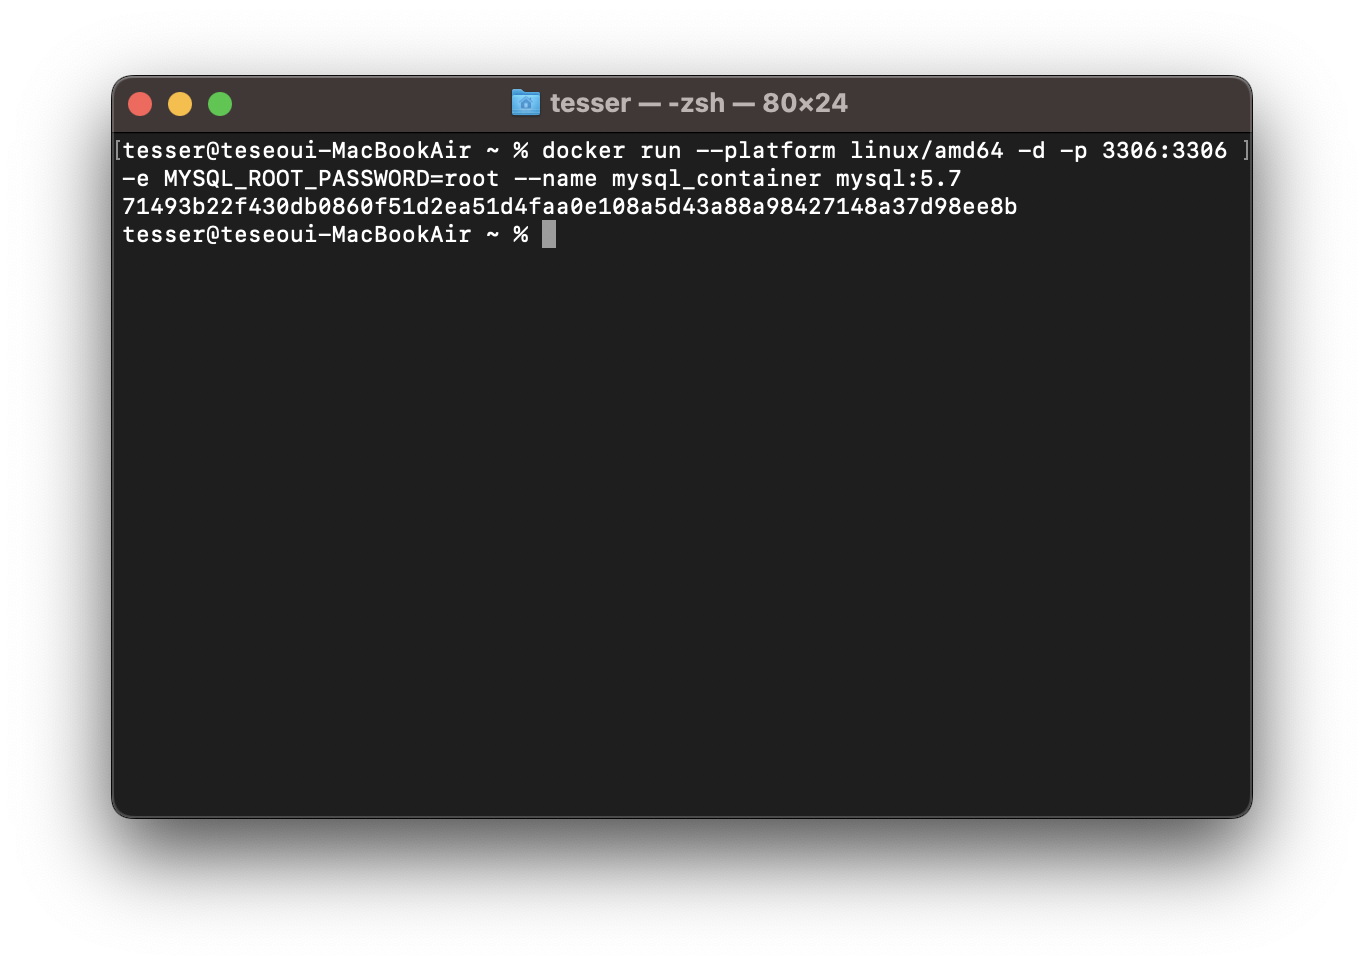 tesser — -zsh — 80×24
[tesser@teseoui-MacBookAir ~ % docker run --platform linux/amd64 -d -p 3306:3306 ]
-e MYSQL_ROOT_PASSWORD=root --name mysql_container mysql:5.7
71493b22f430db0860f51d2ea51d4faa0e108a5d43a88a98427148a37d98ee8b
tesser@teseoui-MacBookAir ~ %